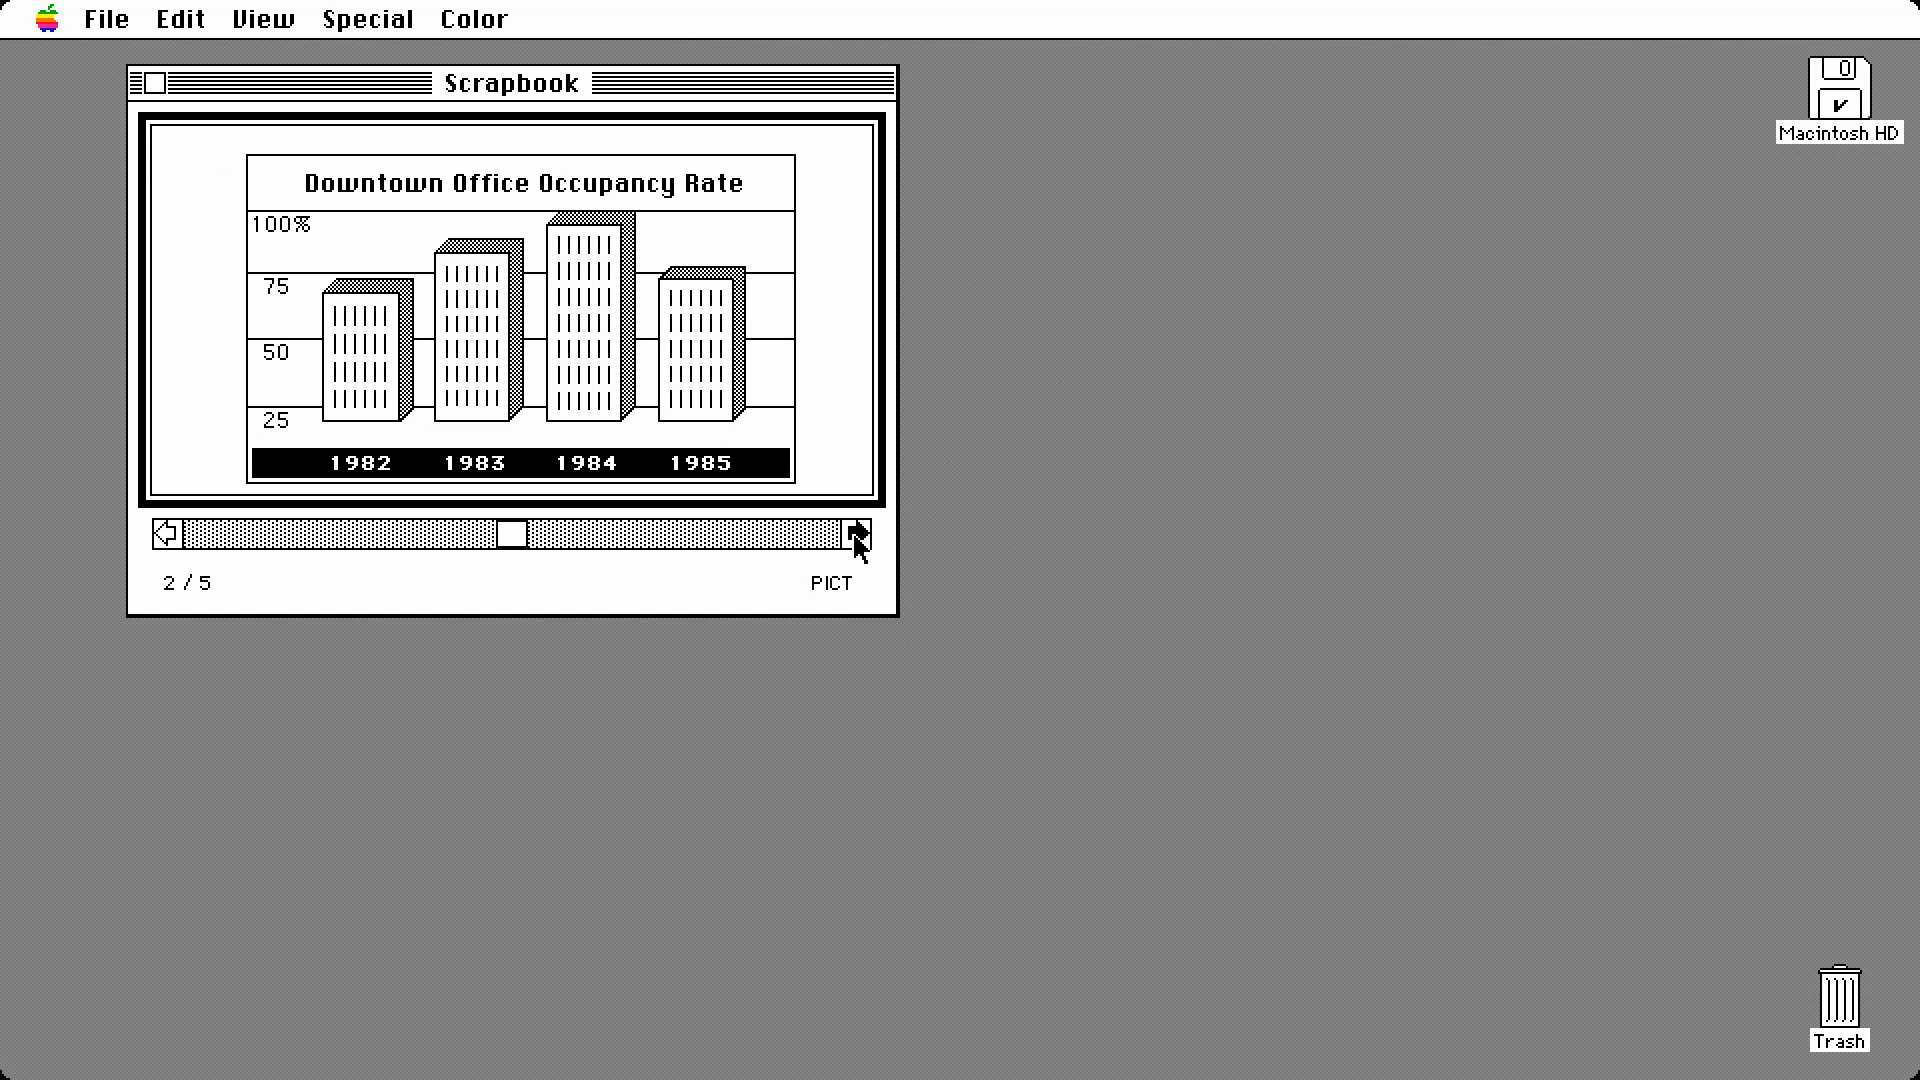 File Edit View Special Color
Scrapbook
Macintosh HD
Downtown Office Occupancy Rate
100%
75
50
25
1982 1983 1984 1985
2 / 5 PICT
Trash